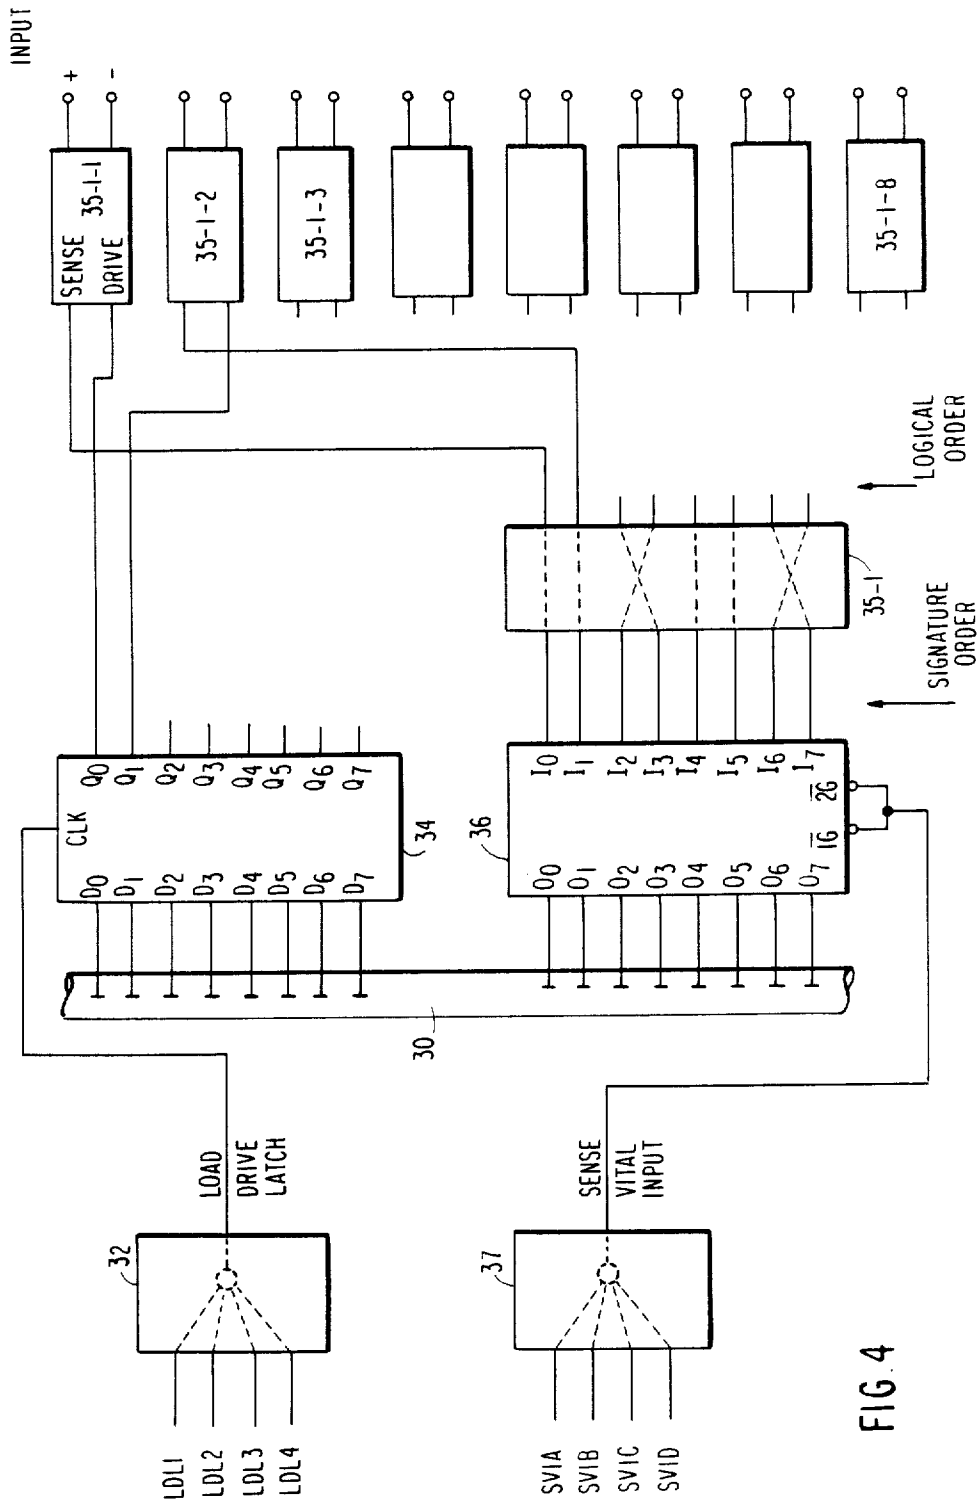 LDL1
LDL2
LDL3
LDL4
32
LOAD
DRIVE
LATCH
SVIA
SVIB
SVIC
SVID
37
SENSE
VITAL
INPUT
30
CLK
D0 Q0
D1 Q1
D2 Q2
D3 Q3
D4 Q4
D5 Q5
D6 Q6
D7 Q7
34
36
O0 I0
O1 I1
O2 I2
O3 I3
O4 I4
O5 I5
O6 I6
O7 I7
1G 2G
SIGNATURE
ORDER
35-1
LOGICAL
ORDER
INPUT
SENSE
35-1-1
DRIVE
+
-
35-1-2
35-1-3
35-1-8
FIG. 4